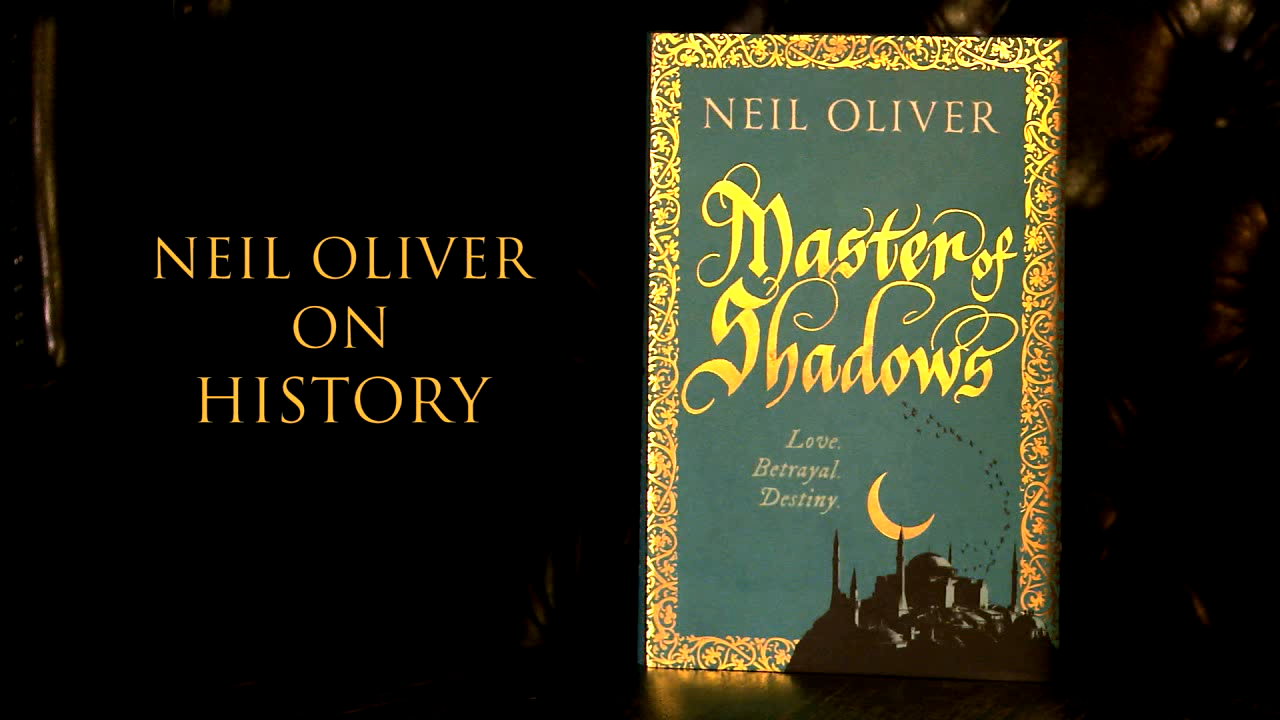 NEIL OLIVER
ON
HISTORY
NEIL OLIVER
Master of
Shadows
Love.
Betrayal.
Destiny.